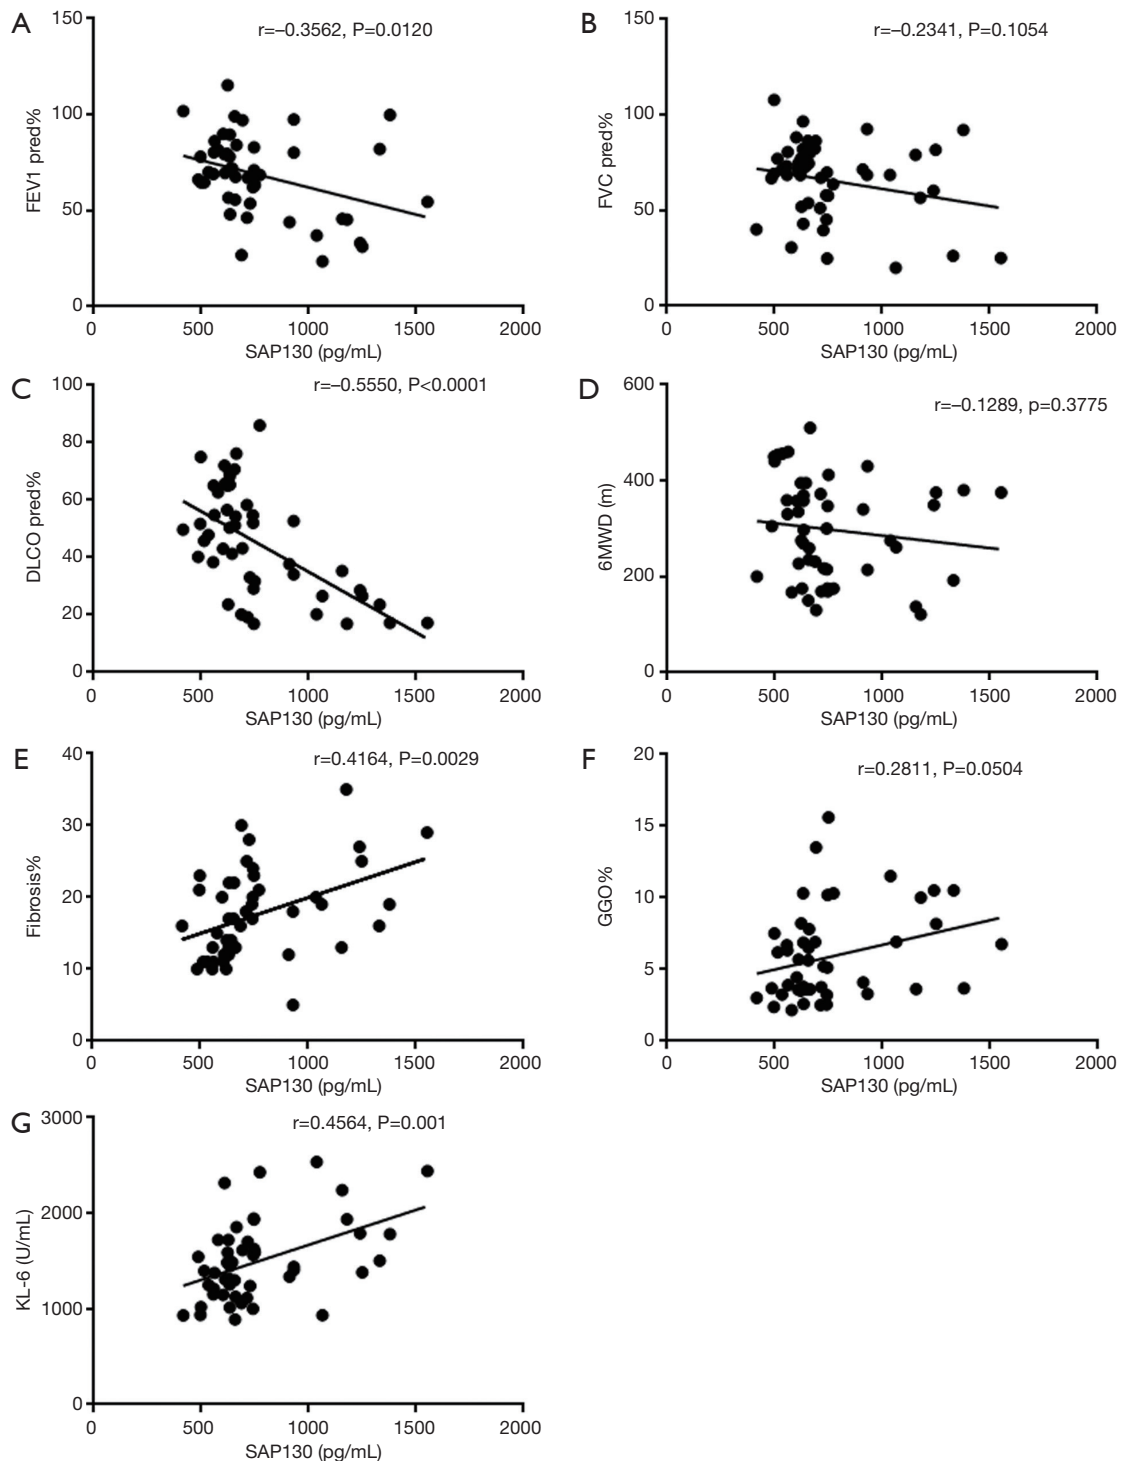 A
r=–0.3562, P=0.0120
FEV1 pred%
150
100
50
0
0 500 1000 1500 2000
SAP130 (pg/mL)
B
r=–0.2341, P=0.1054
FVC pred%
150
100
50
0
0 500 1000 1500 2000
SAP130 (pg/mL)
C
r=–0.5550, P<0.0001
DLCO pred%
100
80
60
40
20
0
0 500 1000 1500 2000
SAP130 (pg/mL)
D
r=–0.1289, p=0.3775
6MWD (m)
600
400
200
0
0 500 1000 1500 2000
SAP130 (pg/mL)
E
r=0.4164, P=0.0029
Fibrosis%
40
30
20
10
0
0 500 1000 1500 2000
SAP130 (pg/mL)
F
r=0.2811, P=0.0504
GGO%
20
15
10
5
0
0 500 1000 1500 2000
SAP130 (pg/mL)
G
r=0.4564, P=0.001
KL-6 (U/mL)
3000
2000
1000
0
0 500 1000 1500 2000
SAP130 (pg/mL)